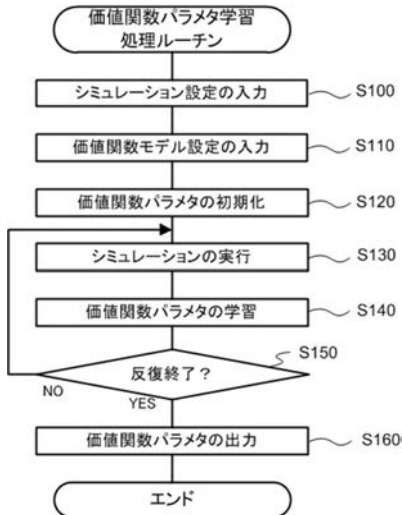 価値関数パラメタ学習
処理ルーチン
シミュレーション設定の入力
S100
価値関数モデル設定の入力
S110
価値関数パラメタの初期化
S120
シミュレーションの実行
S130
価値関数パラメタの学習
S140
S150
反復終了？
NO
YES
価値関数パラメタの出力
S160
エンド